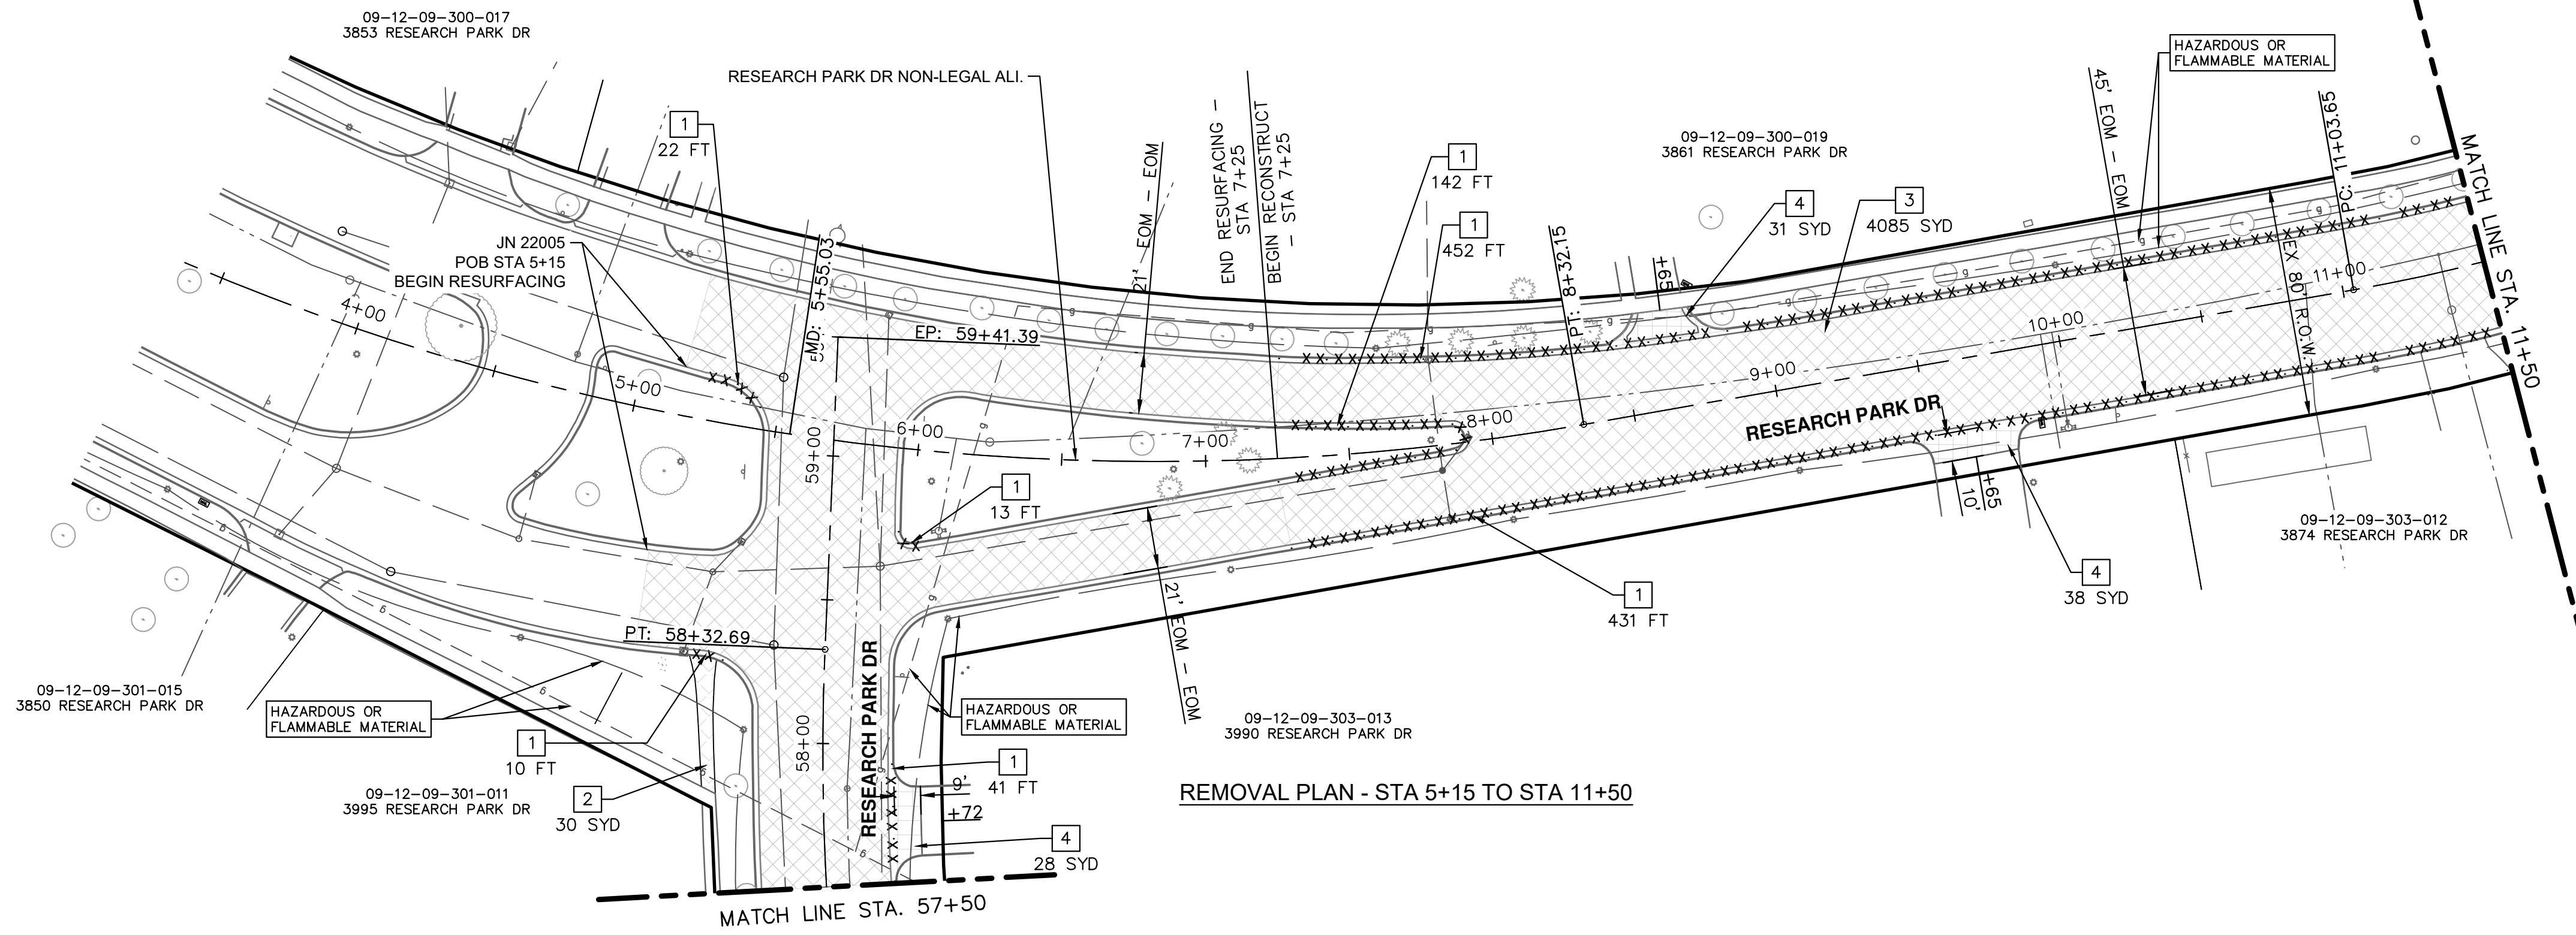 09-12-09-300-017
3853 RESEARCH PARK DR
RESEARCH PARK DR NON-LEGAL ALI.
HAZARDOUS OR
FLAMMABLE MATERIAL
1
22 FT
JN 22005
POB STA 5+15
BEGIN RESURFACING
MD: 5+55.03
EP: 59+41.39
21' EOM - EOM
END RESURFACING -
STA 7+25
BEGIN RECONSTRUCT
- STA 7+25
1
142 FT
1
452 FT
PT: 8+32.15
09-12-09-300-019
3861 RESEARCH PARK DR
4
31 SYD
3
4085 SYD
+65
45' EOM - EOM
PC: 11+03.65
EX 80' R.O.W.
MATCH LINE STA. 11+50
4+00
5+00
6+00
7+00
8+00
9+00
10+00
11+00
59+00
58+00
RESEARCH PARK DR
1
13 FT
+65
10'
4
38 SYD
09-12-09-303-012
3874 RESEARCH PARK DR
1
431 FT
21' EOM - EOM
PT: 58+32.69
RESEARCH PARK DR
09-12-09-301-015
3850 RESEARCH PARK DR
HAZARDOUS OR
FLAMMABLE MATERIAL
HAZARDOUS OR
FLAMMABLE MATERIAL
09-12-09-303-013
3990 RESEARCH PARK DR
1
10 FT
1
41 FT
9'
+72
09-12-09-301-011
3995 RESEARCH PARK DR
2
30 SYD
4
28 SYD
REMOVAL PLAN - STA 5+15 TO STA 11+50
MATCH LINE STA. 57+50